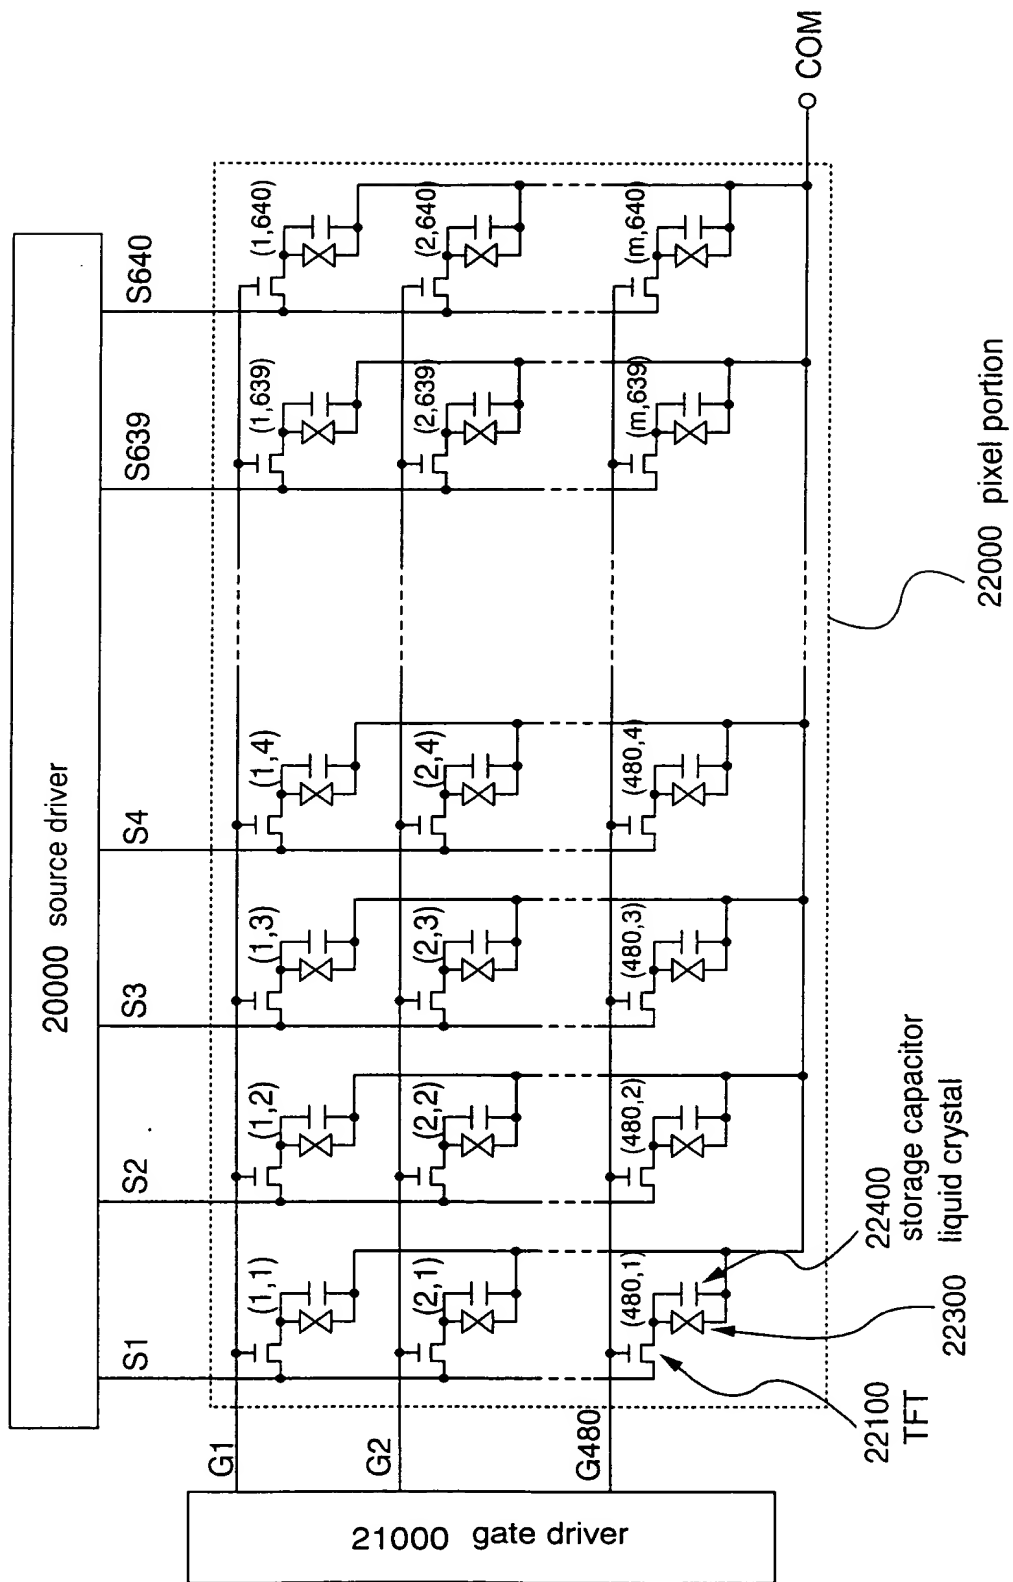 20000 source driver
S1
S2
S3
S4
S639
S640
G1
(1,1)
(1,2)
(1,3)
(1,4)
(1,639)
(1,640)
G2
(2,1)
(2,2)
(2,3)
(2,4)
(2,639)
(2,640)
G480
(480,1)
(480,2)
(480,3)
(480,4)
(m,639)
(m,640)
21000 gate driver
COM
22100
TFT
22300
22400
storage capacitor
liquid crystal
22000 pixel portion